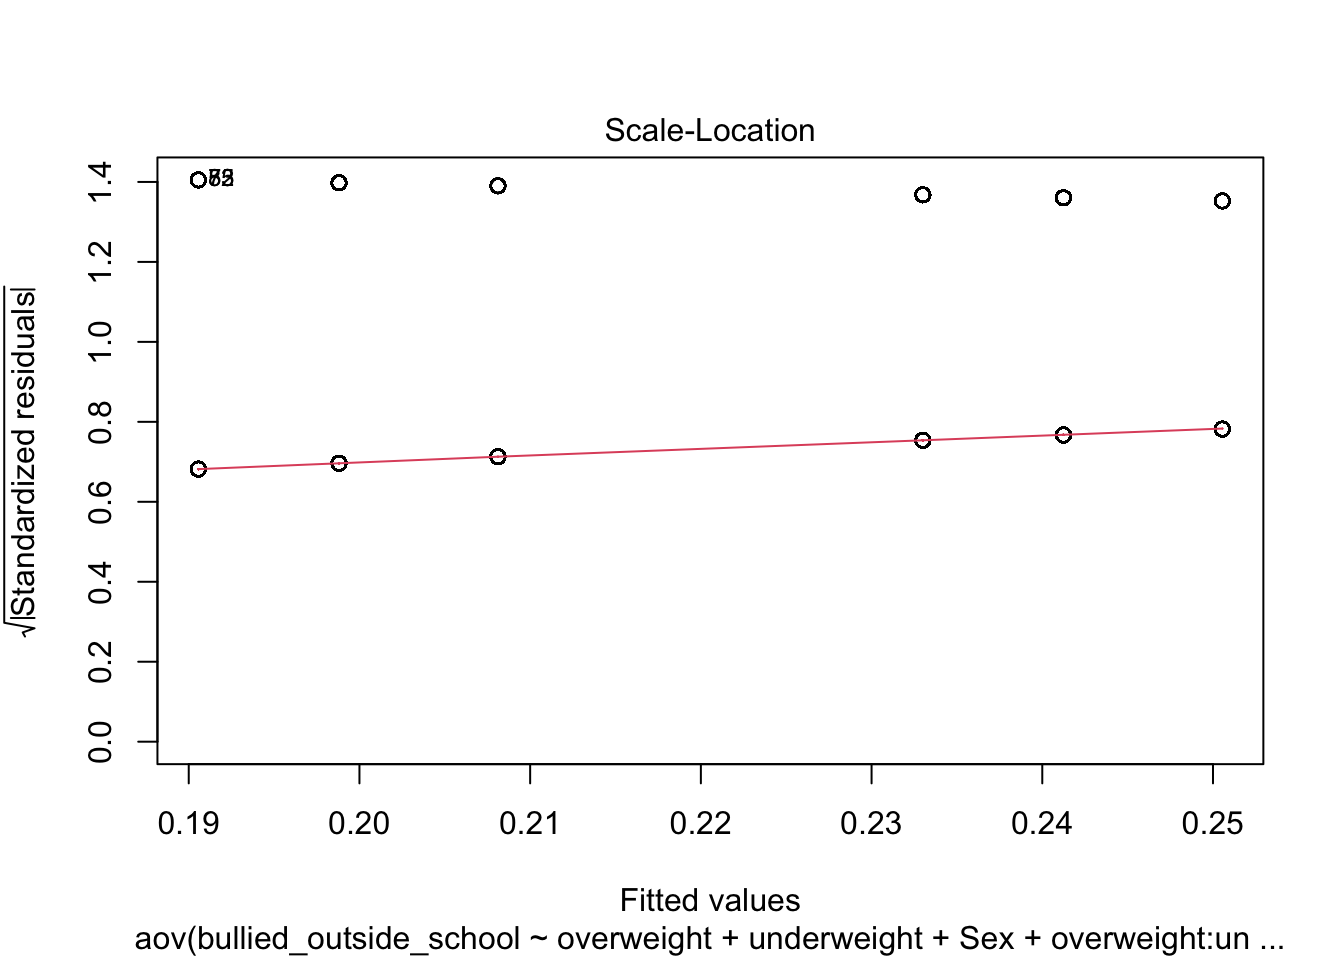 Scale-Location
√|Standardized residuals|
1.4
1.2
1.0
0.8
0.6
0.4
0.2
0.0
0.19 0.20 0.21 0.22 0.23 0.24 0.25
Fitted values
aov(bullied_outside_school ~ overweight + underweight + Sex + overweight:un ...